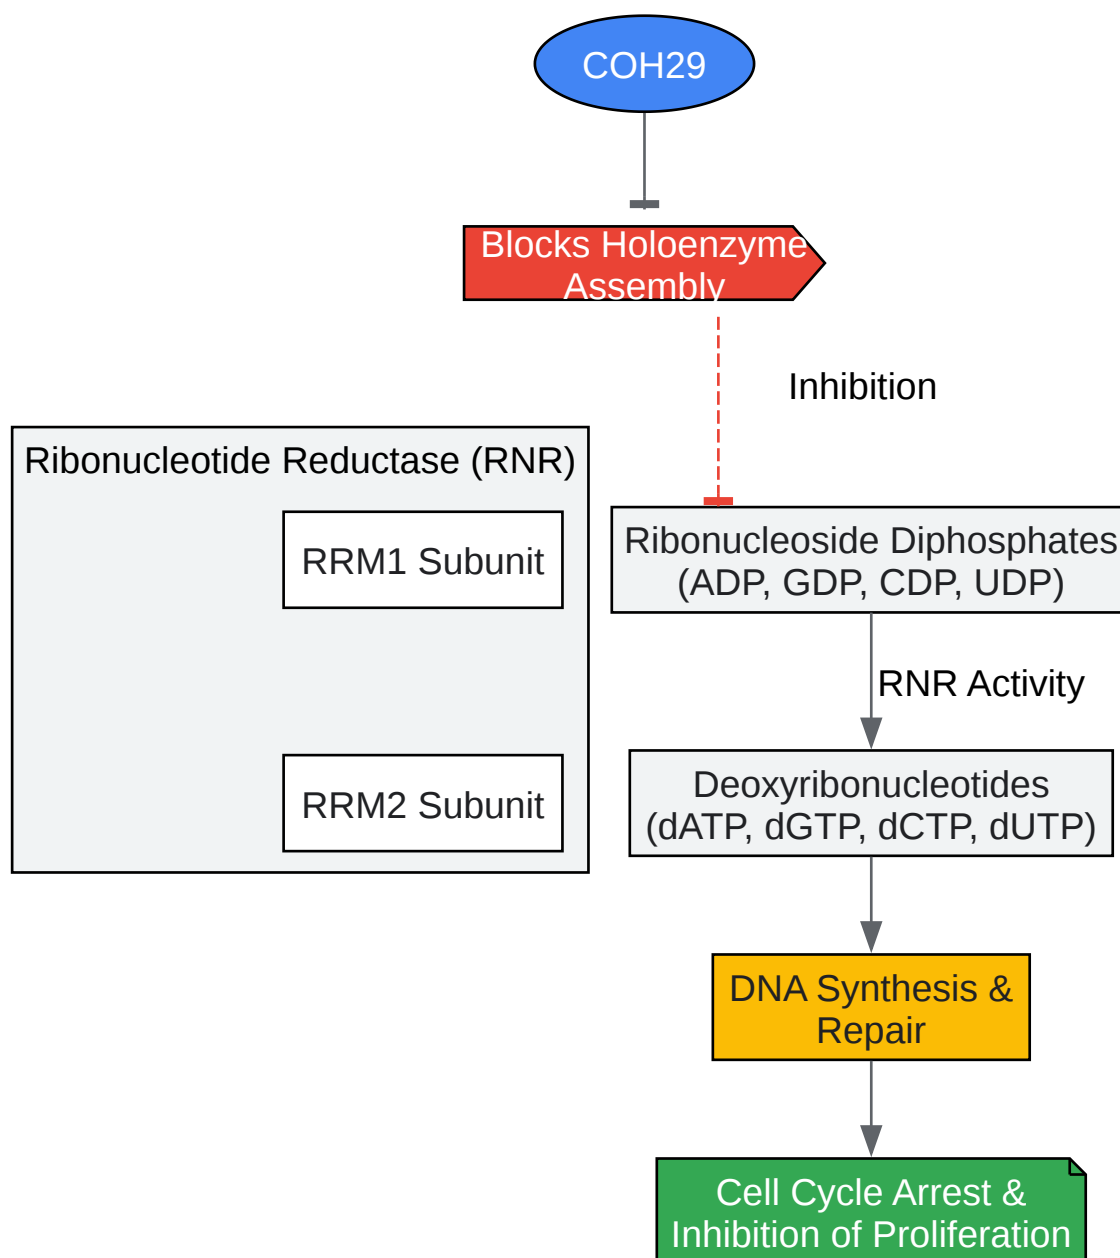 COH29
Blocks Holoenzyme
Assembly
Inhibition
Ribonucleotide Reductase (RNR)
RRM1 Subunit
RRM2 Subunit
Ribonucleoside Diphosphates
(ADP, GDP, CDP, UDP)
RNR Activity
Deoxyribonucleotides
(dATP, dGTP, dCTP, dUTP)
DNA Synthesis &
Repair
Cell Cycle Arrest &
Inhibition of Proliferation